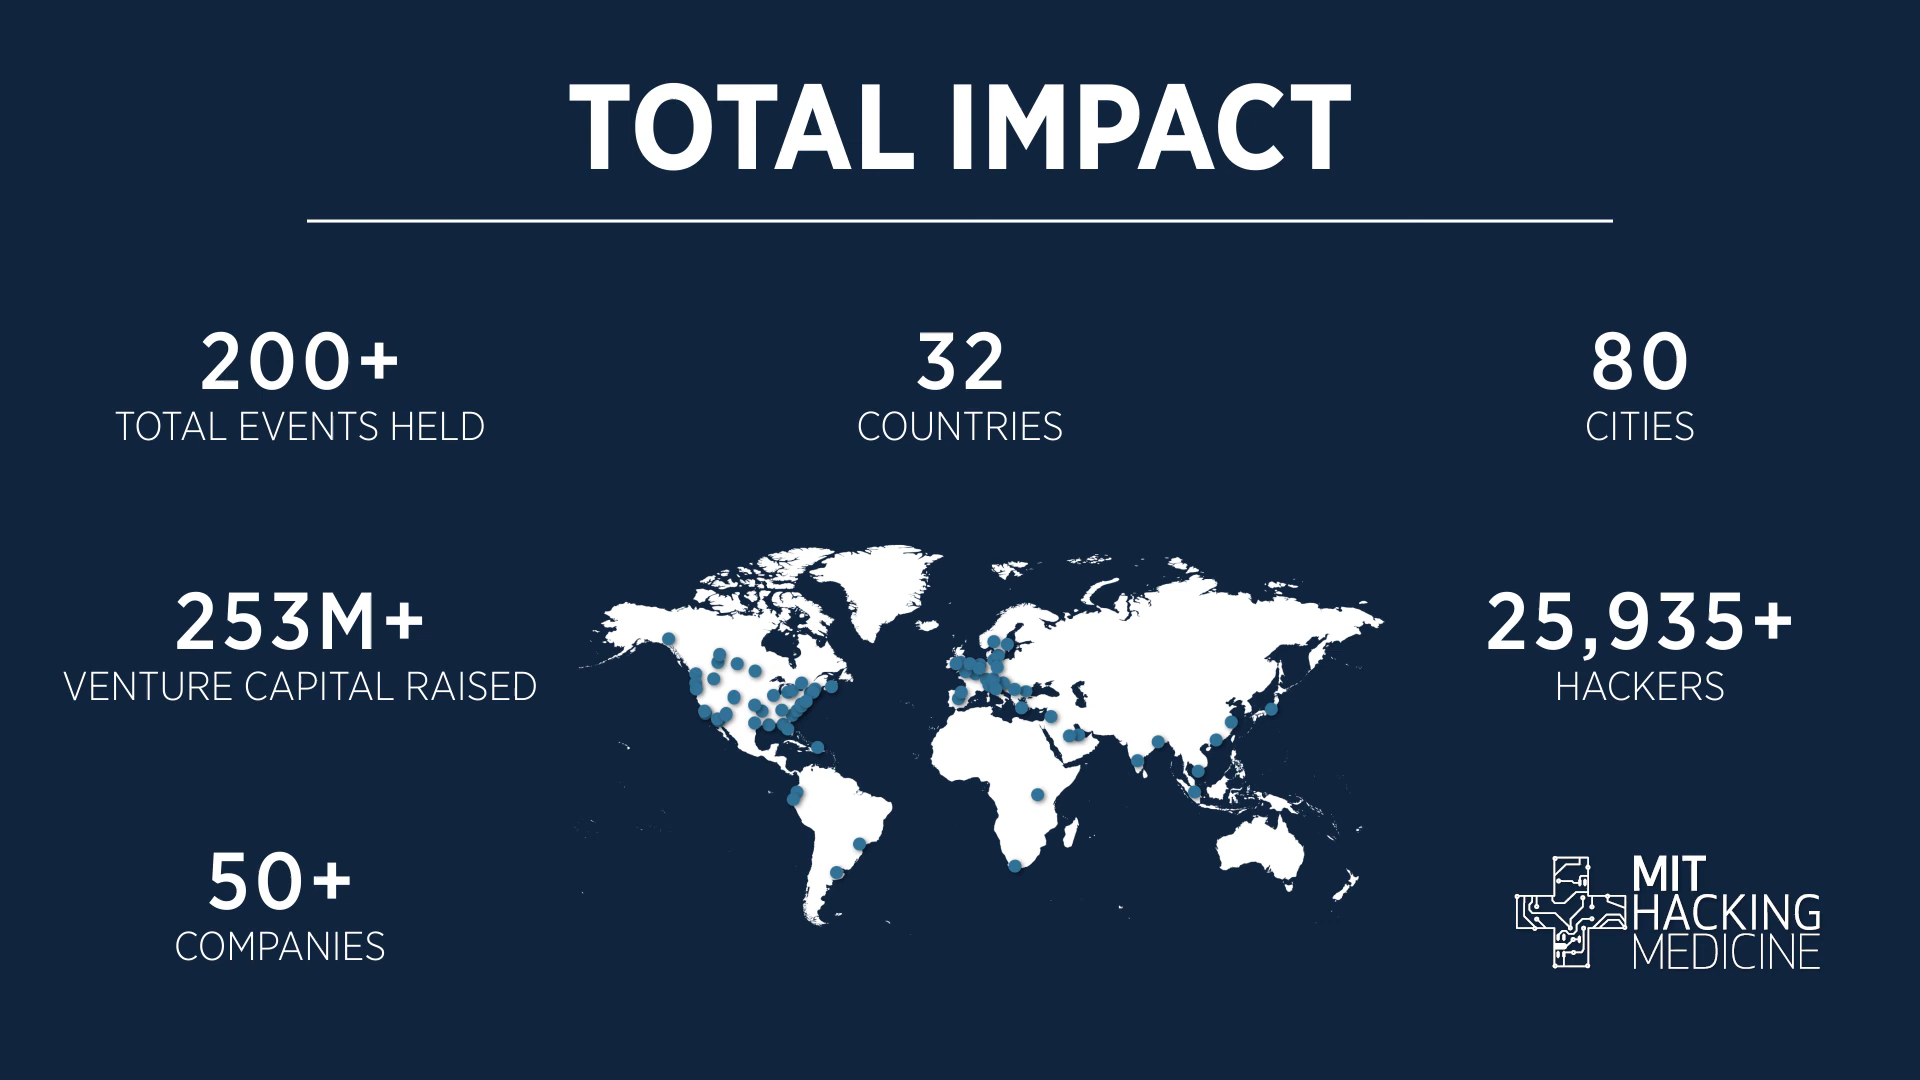 TOTAL IMPACT
200+
TOTAL EVENTS HELD
32
COUNTRIES
80
CITIES
253M+
VENTURE CAPITAL RAISED
25,935+
HACKERS
50+
COMPANIES
MIT
HACKING
MEDICINE